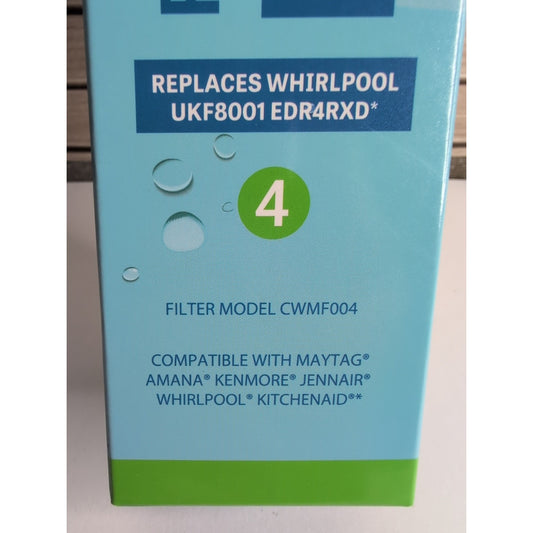 REPLACES WHIRLPOOL
UKF8001 EDR4RXD*
4
FILTER MODEL CWMF004
COMPATIBLE WITH MAYTAG®
AMANA® KENMORE® JENNAIR®
WHIRLPOOL® KITCHENAID®*